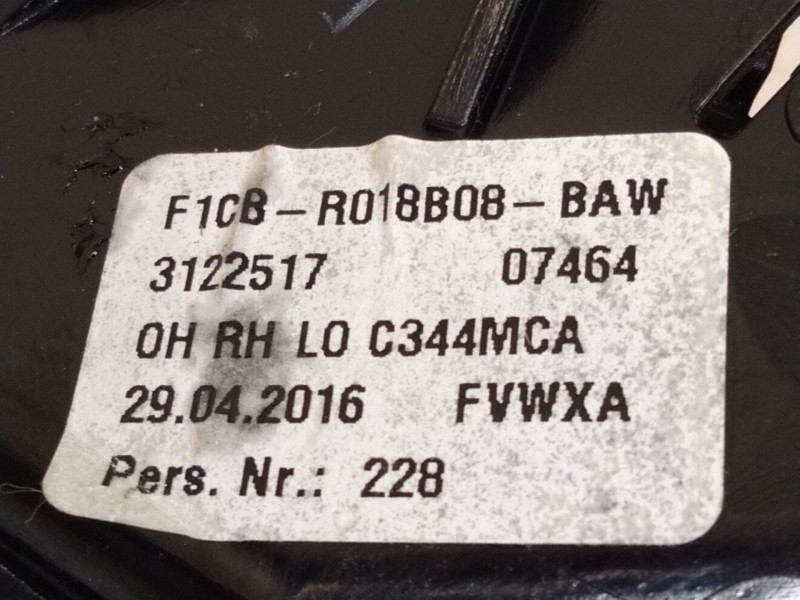 F1CB-R018B08-BAW
3122517 07464
OH RH LO C344MCA
29.04.2016 FVWXA
Pers. Nr.: 228